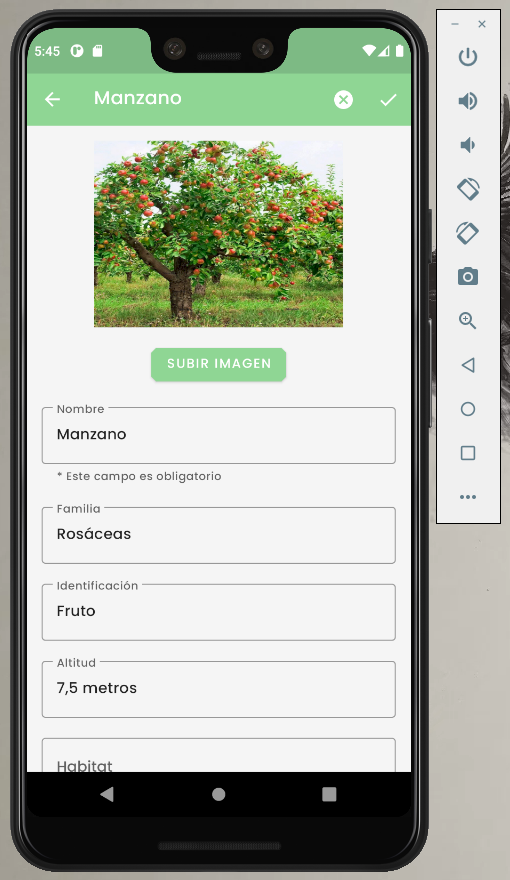 5:45
Manzano
SUBIR IMAGEN
Nombre
Manzano
* Este campo es obligatorio
Familia
Rosáceas
Identificación
Fruto
Altitud
7,5 metros
Habitat